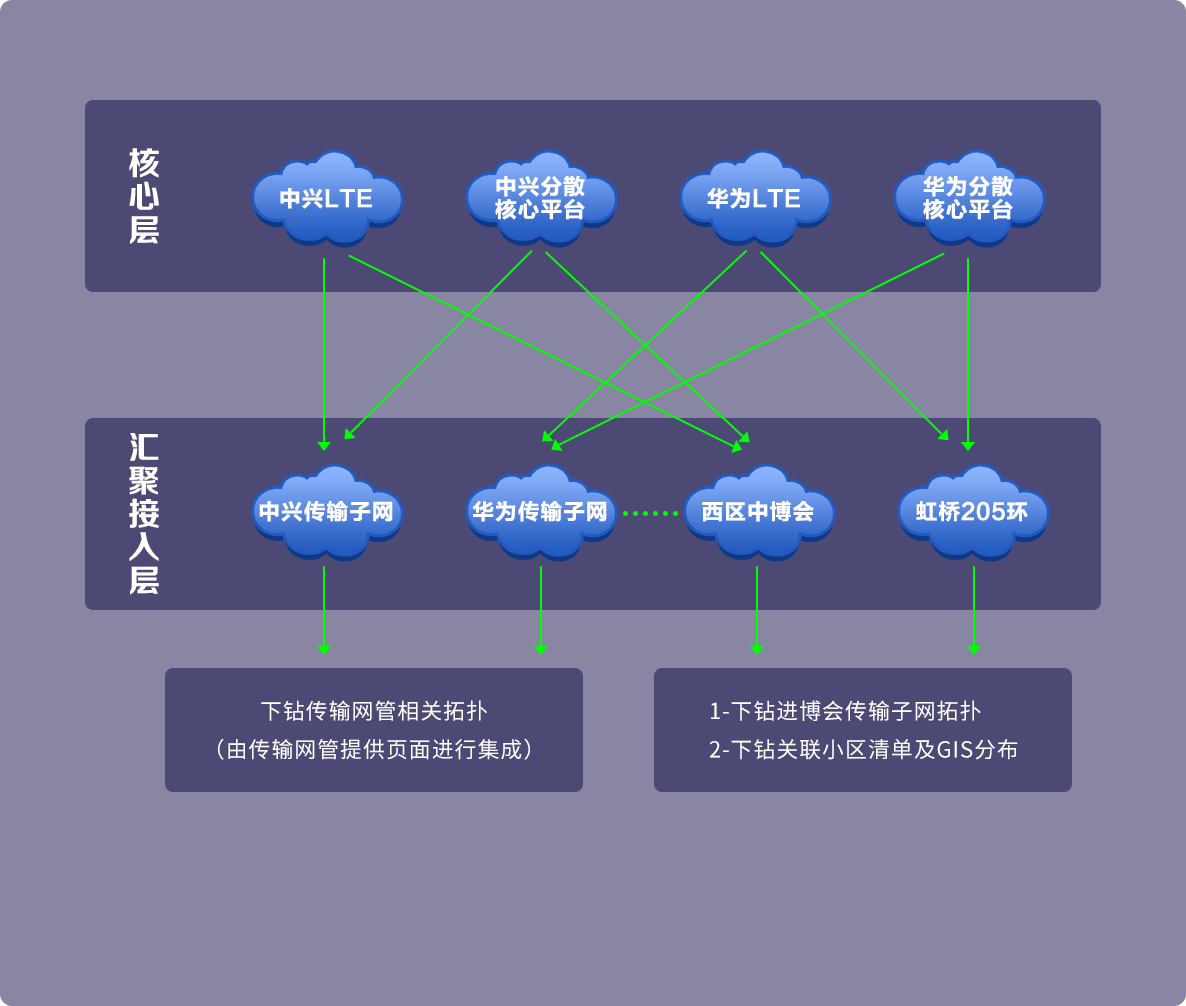 核心层
中兴LTE
中兴分散
核心平台
华为LTE
华为分散
核心平台
汇聚接入层
中兴传输子网
华为传输子网
西区中博会
虹桥205环
下钻传输网管相关拓扑
（由传输网管提供页面进行集成）
1-下钻进博会传输子网拓扑
2-下钻关联小区清单及GIS分布